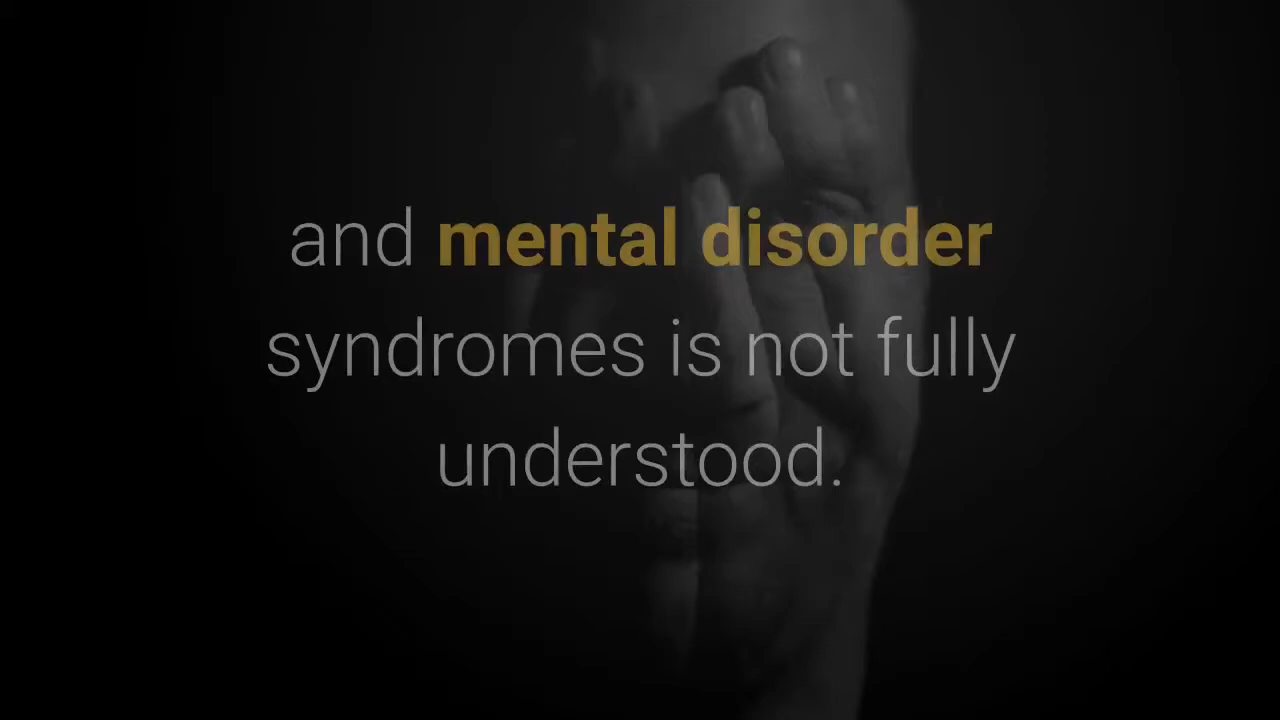 and mental disorder
syndromes is not fully
understood.